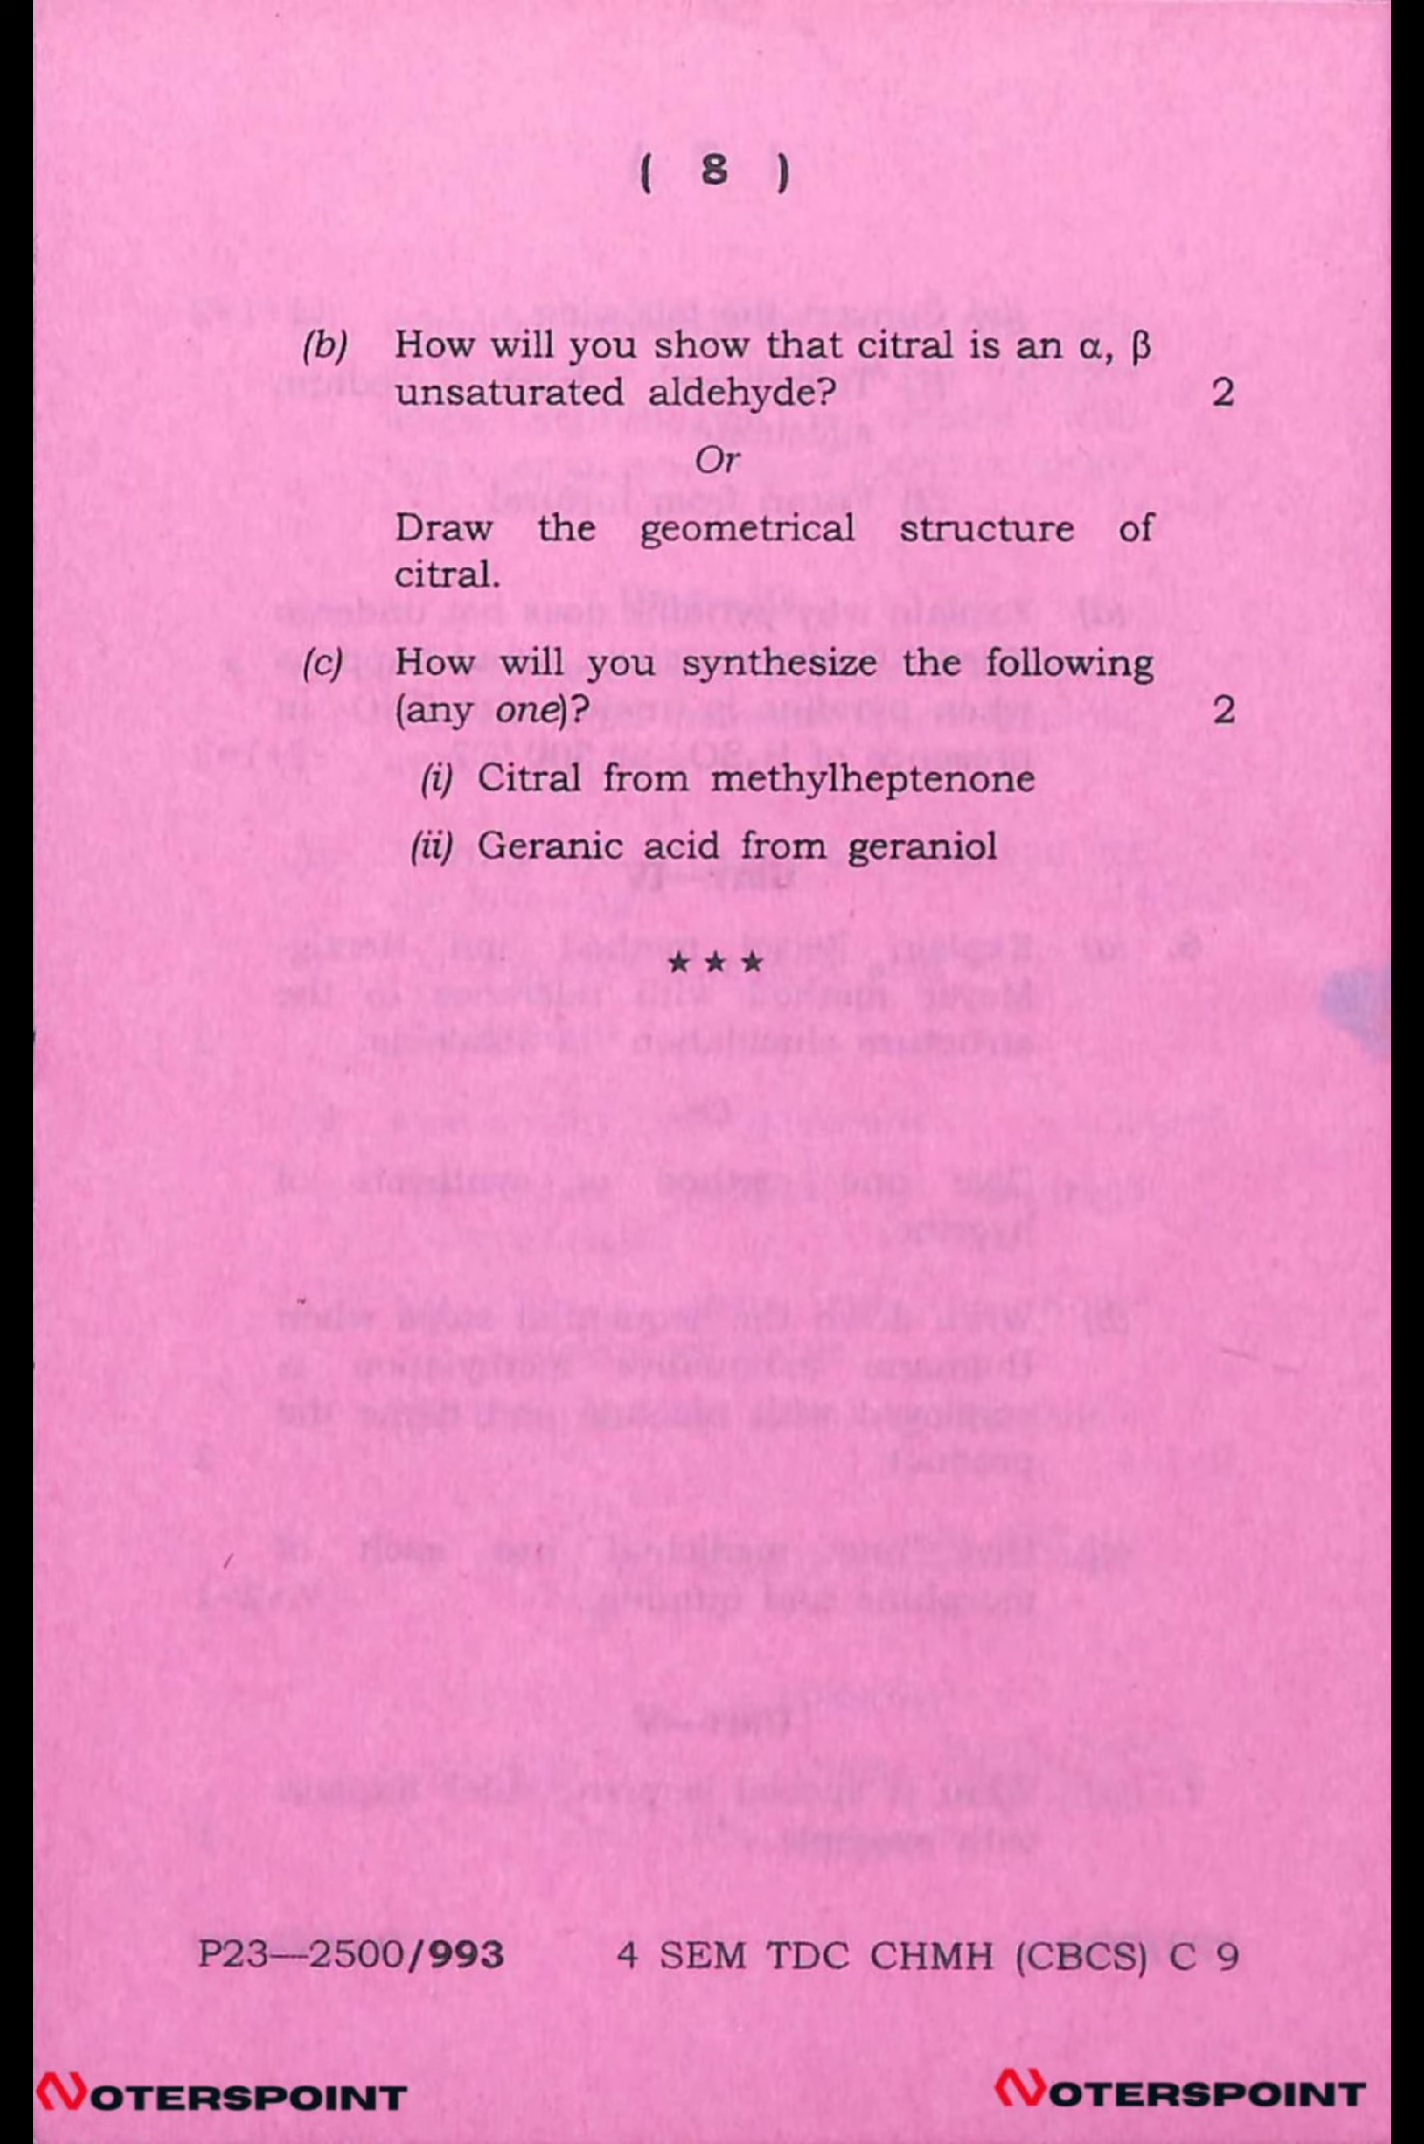 ( 8 )
(b) How will you show that citral is an α, β
unsaturated aldehyde? 2
Or
Draw the geometrical structure of
citral.
(c) How will you synthesize the following
(any one)? 2
(i) Citral from methylheptenone
(ii) Geranic acid from geraniol
★★★
P23—2500/993 4 SEM TDC CHMH (CBCS) C 9
NOTERSPOINT NOTERSPOINT